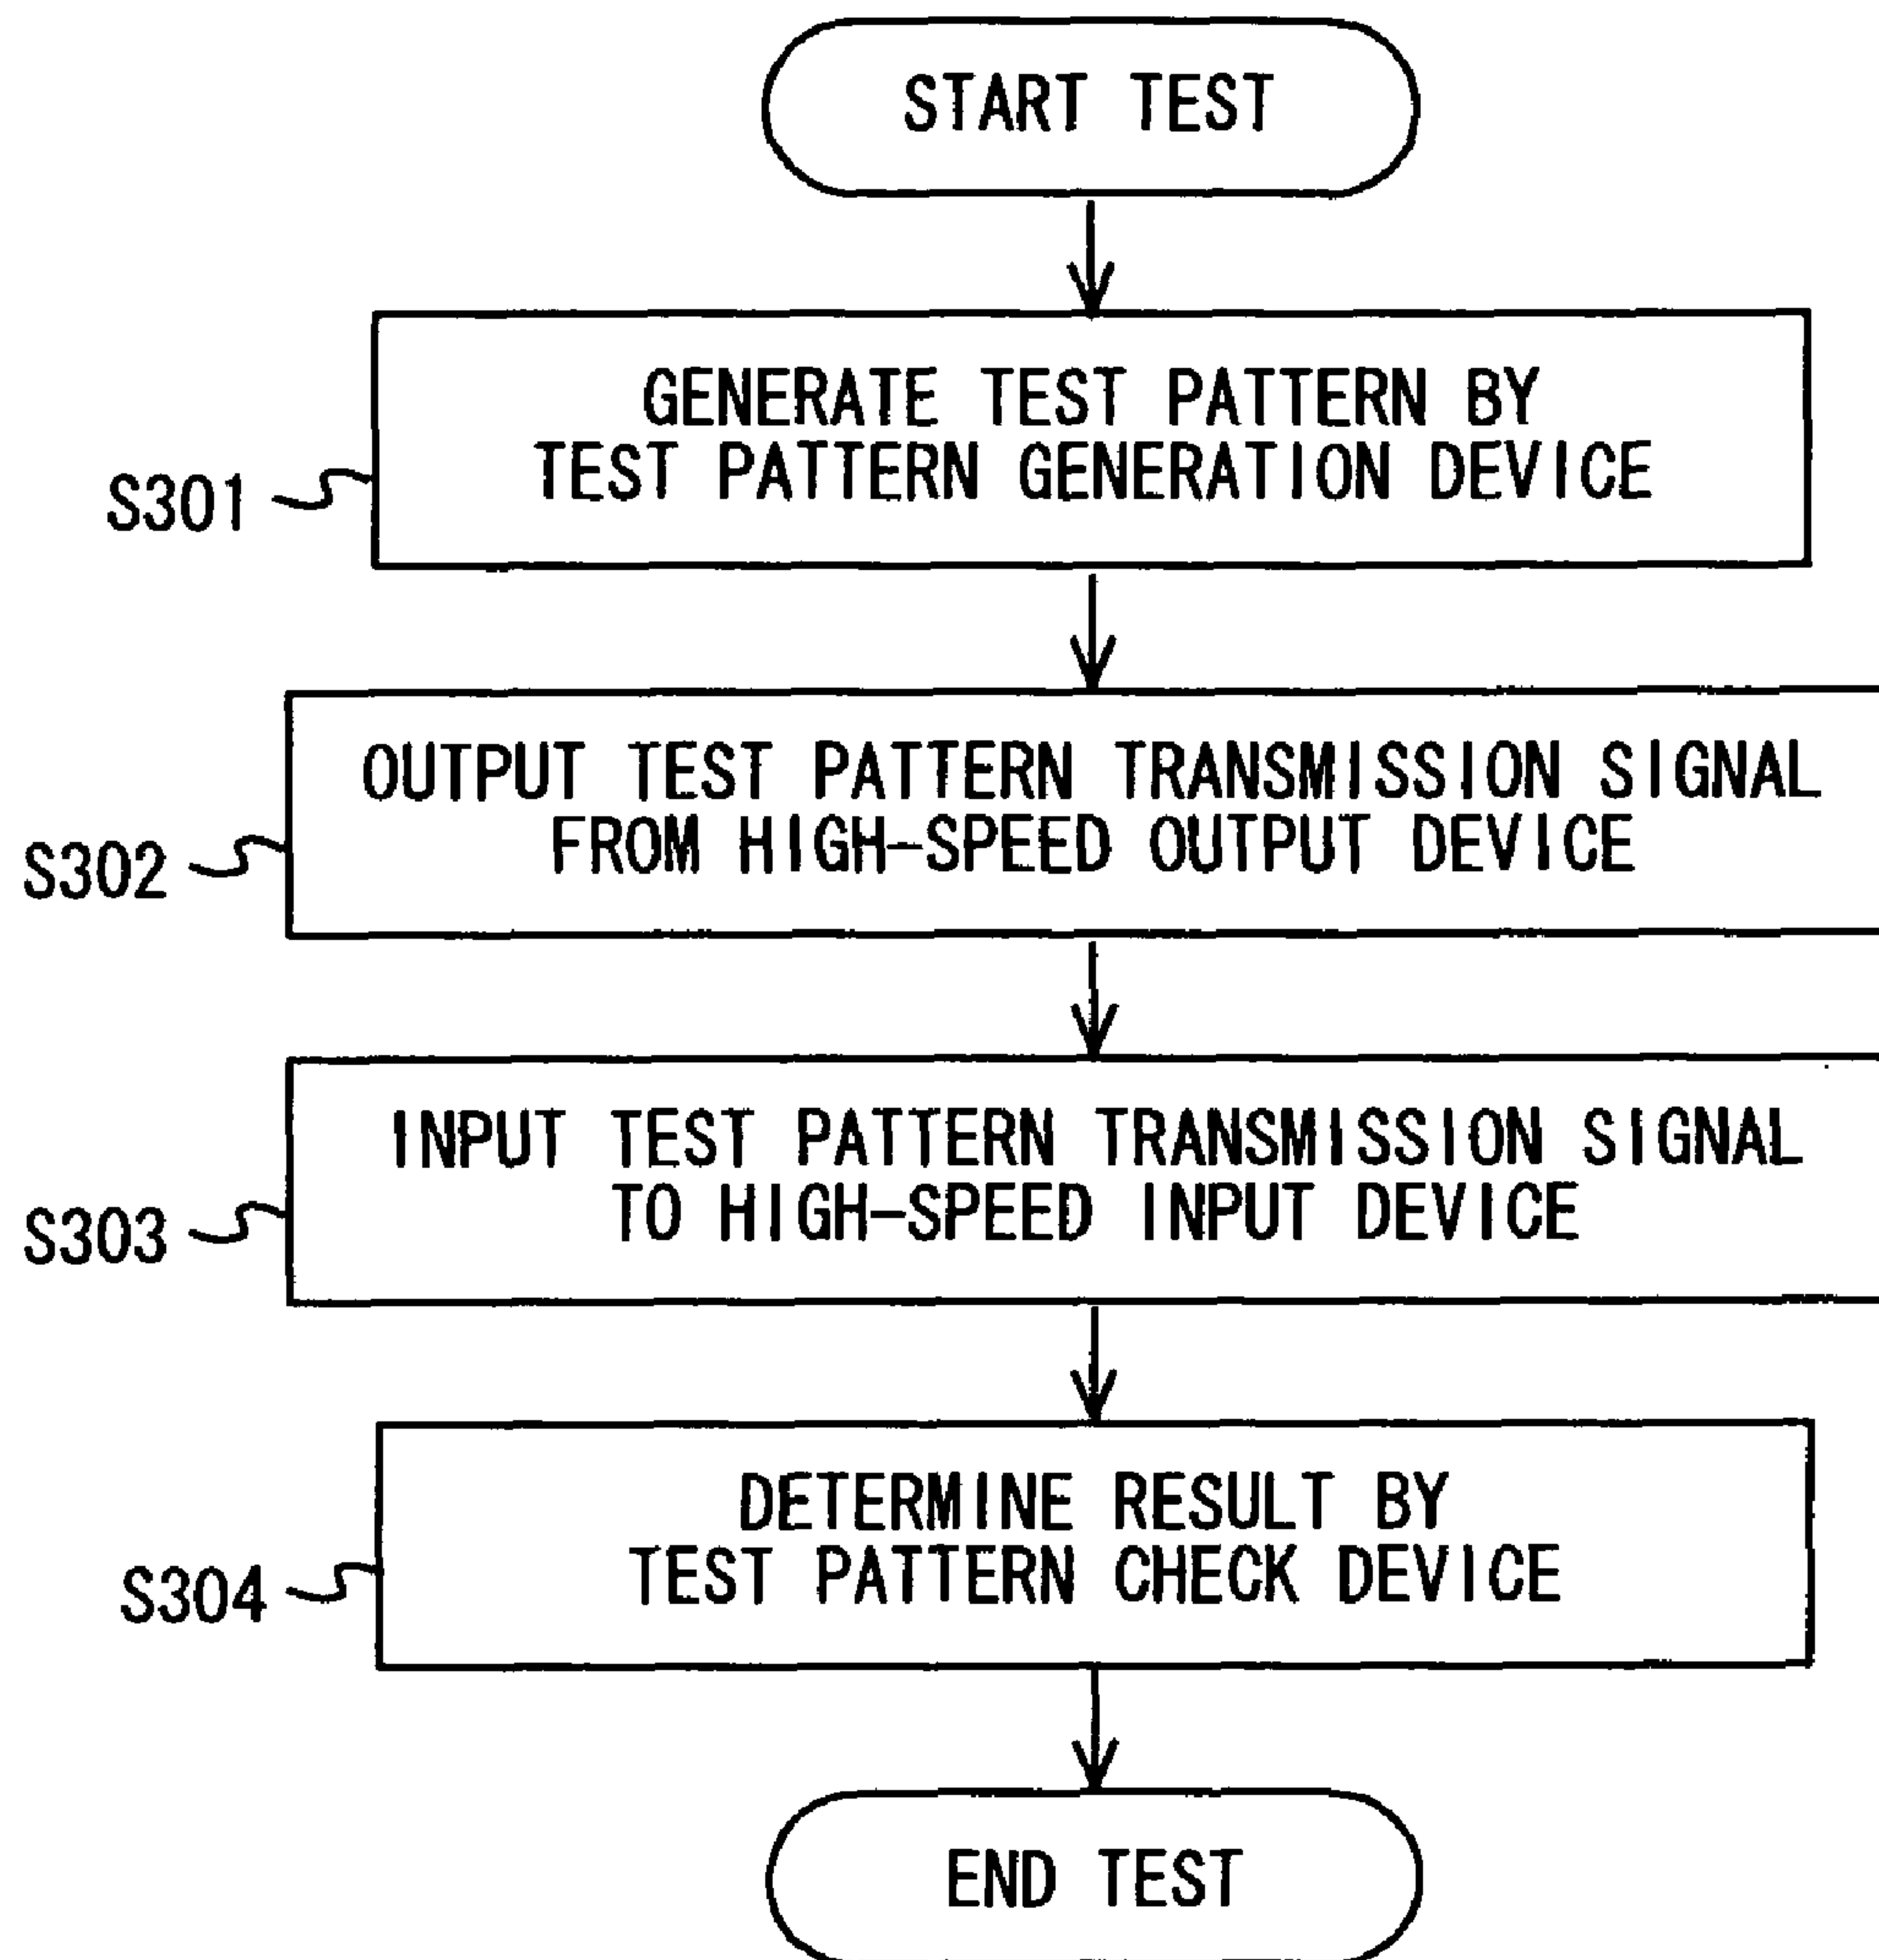 START TEST
GENERATE TEST PATTERN BY
TEST PATTERN GENERATION DEVICE
S301
OUTPUT TEST PATTERN TRANSMISSION SIGNAL
FROM HIGH-SPEED OUTPUT DEVICE
S302
INPUT TEST PATTERN TRANSMISSION SIGNAL
TO HIGH-SPEED INPUT DEVICE
S303
DETERMINE RESULT BY
TEST PATTERN CHECK DEVICE
S304
END TEST